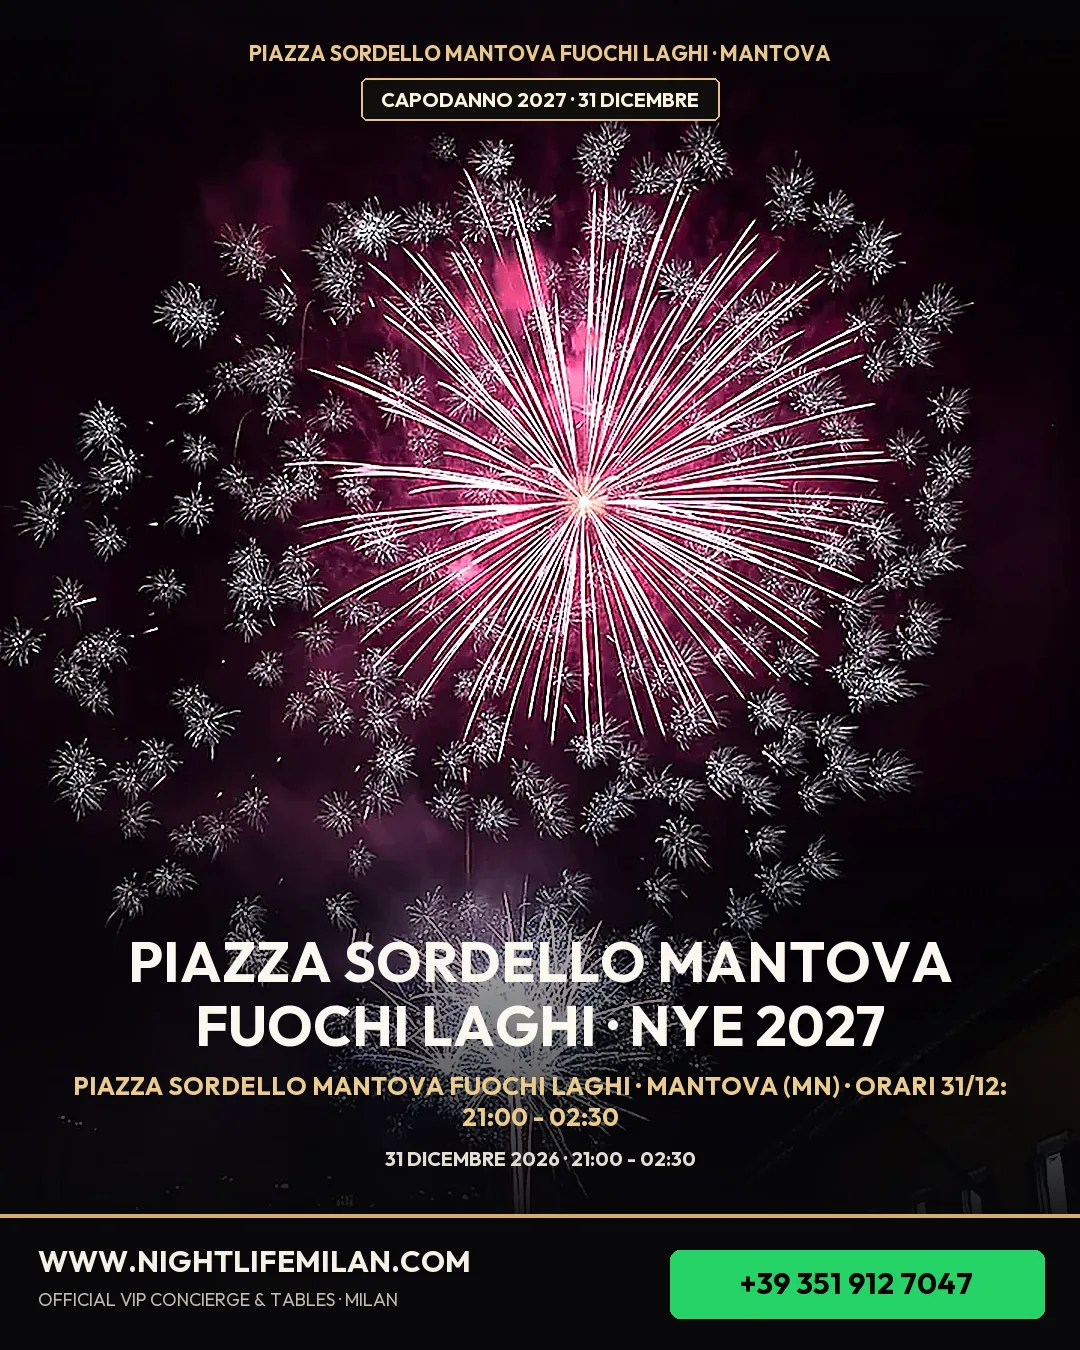 PIAZZA SORDELLO MANTOVA FUOCHI LAGHI · MANTOVA
CAPODANNO 2027 · 31 DICEMBRE
PIAZZA SORDELLO MANTOVA
FUOCHI LAGHI · NYE 2027
PIAZZA SORDELLO MANTOVA FUOCHI LAGHI · MANTOVA (MN) · ORARI 31/12:
21:00 - 02:30
31 DICEMBRE 2026 · 21:00 - 02:30
WWW.NIGHTLIFEMILAN.COM
+39 351 912 7047
OFFICIAL VIP CONCIERGE & TABLES · MILAN